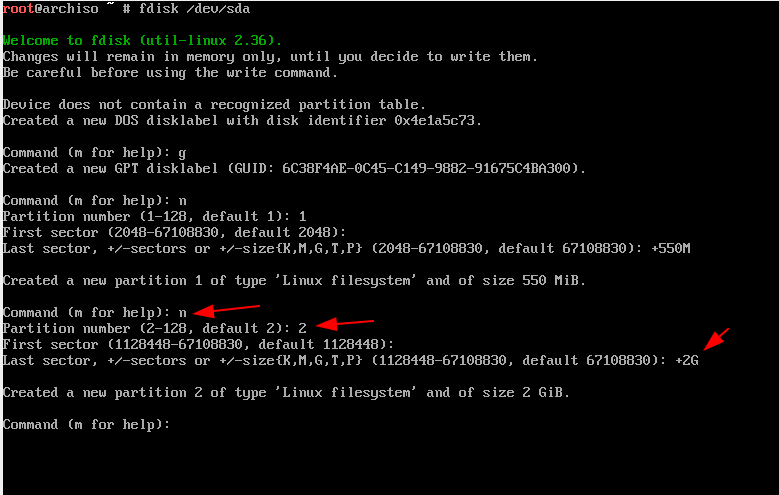 root@archiso ~ # fdisk /dev/sda
Welcome to fdisk (util-linux 2.36).
Changes will remain in memory only, until you decide to write them.
Be careful before using the write command.
Device does not contain a recognized partition table.
Created a new DOS disklabel with disk identifier 0x4e1a5c73.
Command (m for help): g
Created a new GPT disklabel (GUID: 6C38F4AE-0C45-C149-9882-91675C4BA300).
Command (m for help): n
Partition number (1-128, default 1): 1
First sector (2048-67108830, default 2048):
Last sector, +/-sectors or +/-size{K,M,G,T,P} (2048-67108830, default 67108830): +550M
Created a new partition 1 of type 'Linux filesystem' and of size 550 MiB.
Command (m for help): n
Partition number (2-128, default 2): 2
First sector (1128448-67108830, default 1128448):
Last sector, +/-sectors or +/-size{K,M,G,T,P} (1128448-67108830, default 67108830): +2G
Created a new partition 2 of type 'Linux filesystem' and of size 2 GiB.
Command (m for help):